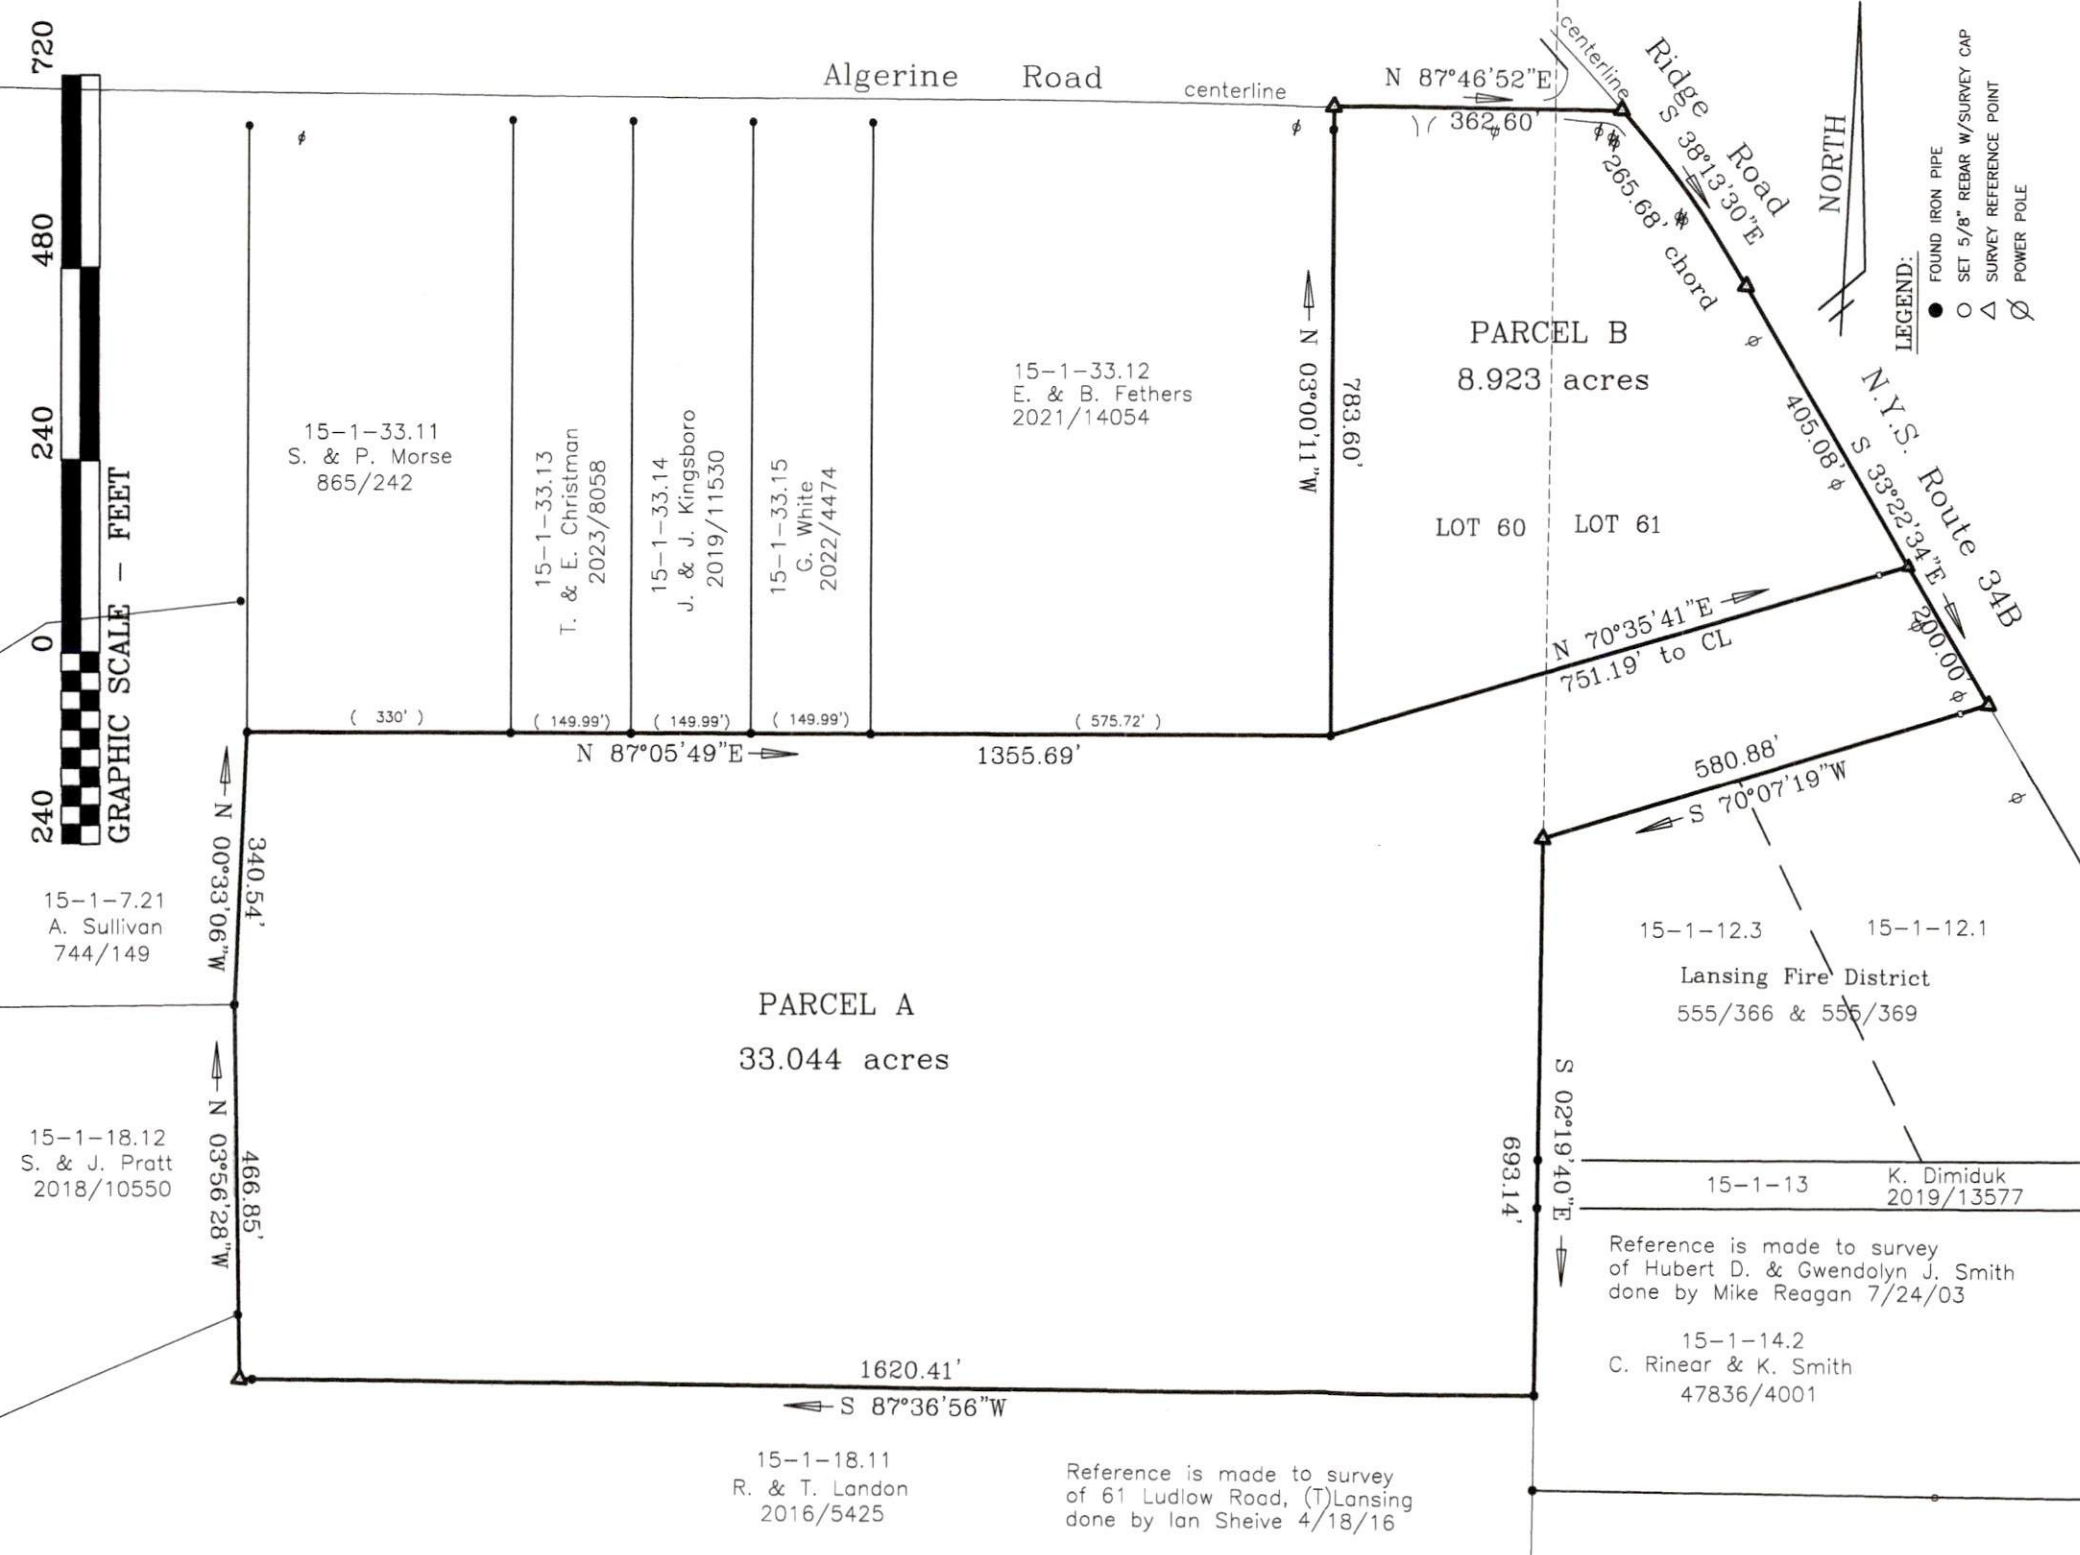 720
480
240
0
240
GRAPHIC SCALE - FEET
Algerine Road
centerline
N 87°46'52"E
362.60'
centerline
Ridge Road
S 38°13'30"E
265.68' chord
NORTH
LEGEND:
FOUND IRON PIPE
SET 5/8" REBAR W/SURVEY CAP
SURVEY REFERENCE POINT
POWER POLE
15-1-33.11
S. & P. Morse
865/242
15-1-33.13
T. & E. Christman
2023/8058
15-1-33.14
J. & J. Kingsboro
2019/11530
15-1-33.15
G. White
2022/4474
15-1-33.12
E. & B. Fethers
2021/14054
N 03°00'11"W
783.60'
PARCEL B
8.923 acres
LOT 60
LOT 61
405.08'
S 33°22'34"E
N.Y.S. Route 34B
200.00'
N 70°35'41"E
751.19' to CL
( 330' )
( 149.99')
( 149.99')
( 149.99')
( 575.72' )
N 87°05'49"E
1355.69'
580.88'
S 70°07'19"W
340.54'
N 00°33'06"W
15-1-7.21
A. Sullivan
744/149
PARCEL A
33.044 acres
15-1-12.3
15-1-12.1
Lansing Fire District
555/366 & 555/369
466.85'
N 03°56'28"W
15-1-18.12
S. & J. Pratt
2018/10550
S 02°19'40"E
693.14'
15-1-13
K. Dimiduk
2019/13577
Reference is made to survey
of Hubert D. & Gwendolyn J. Smith
done by Mike Reagan 7/24/03
15-1-14.2
C. Rinear & K. Smith
47836/4001
1620.41'
S 87°36'56"W
15-1-18.11
R. & T. Landon
2016/5425
Reference is made to survey
of 61 Ludlow Road, (T)Lansing
done by Ian Sheive 4/18/16